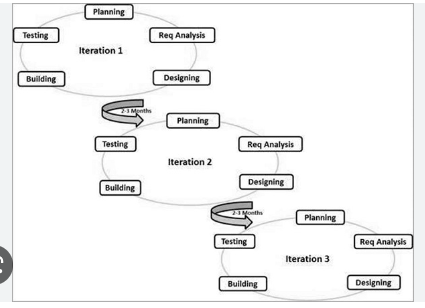 Planning
Testing
Req Analysis
Iteration 1
Building
Designing
2-3 Months
Planning
Testing
Req Analysis
Iteration 2
Building
Designing
2-3 Months
Planning
Testing
Req Analysis
Iteration 3
Building
Designing